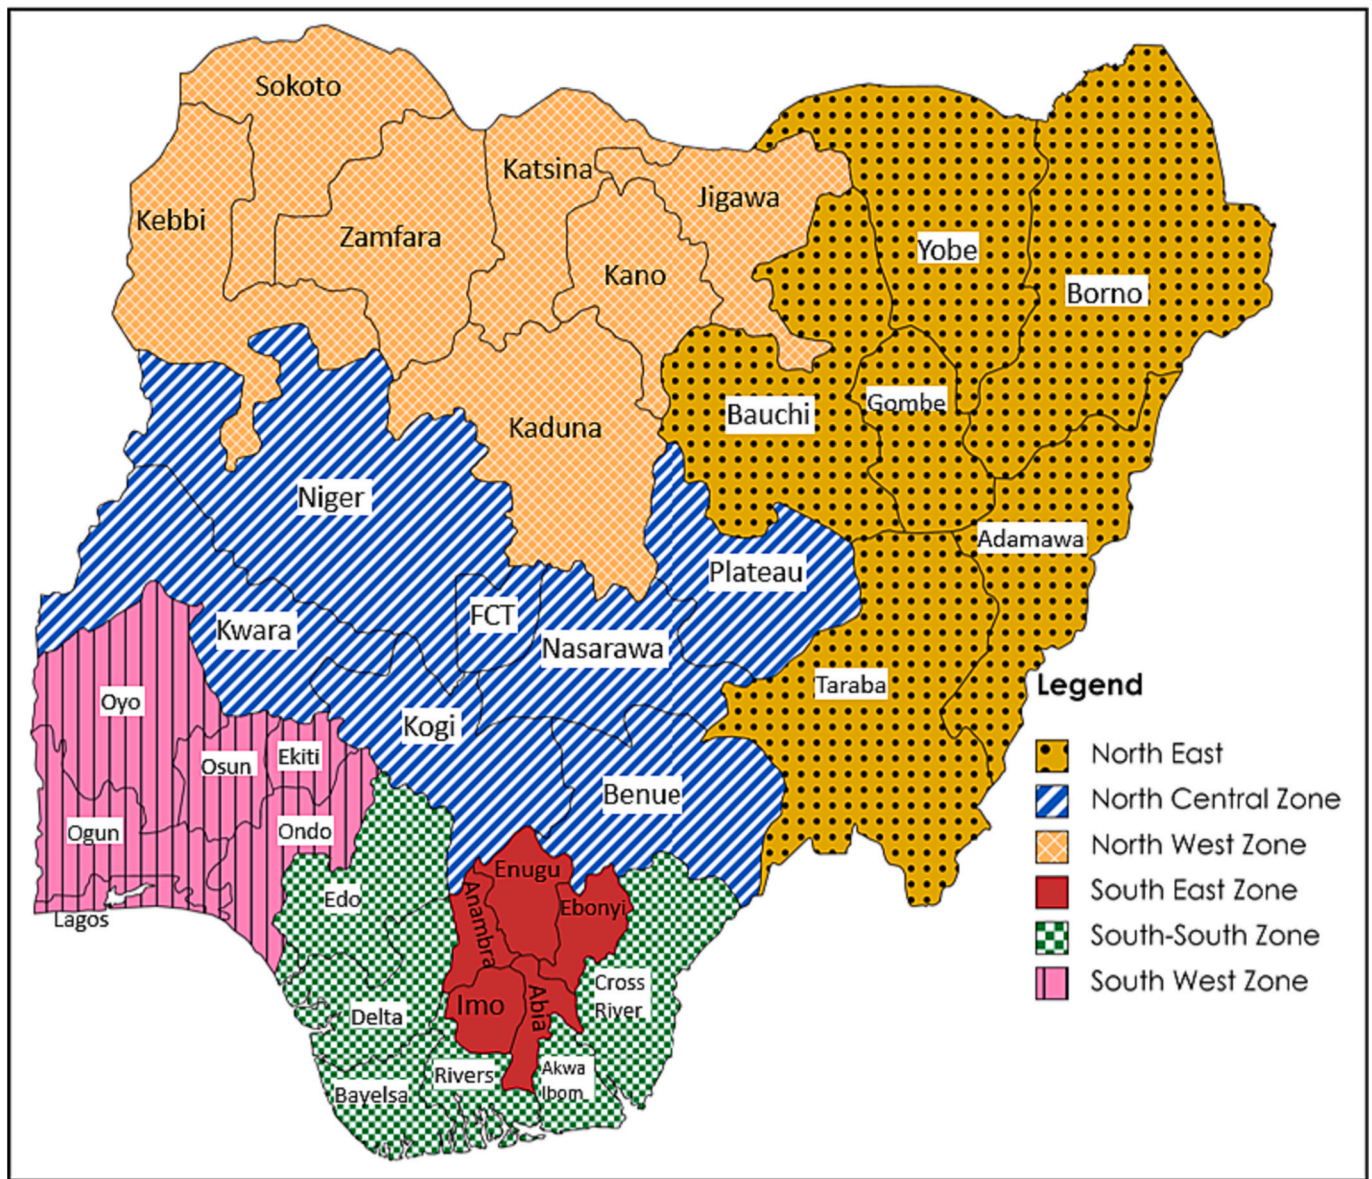 Sokoto
Katsina
Jigawa
Kebbi
Zamfara
Kano
Yobe
Borno
Kaduna
Bauchi
Gombe
Niger
Adamawa
Plateau
FCT
Kwara
Nasarawa
Taraba
Oyo
Kogi
Osun
Ekiti
Benue
Ogun
Ondo
Enugu
Edo
Anambra
Ebonyi
Lagos
Cross
River
Imo
Abia
Delta
Rivers
Akwa
Ibom
Bayelsa
Legend
North East
North Central Zone
North West Zone
South East Zone
South-South Zone
South West Zone